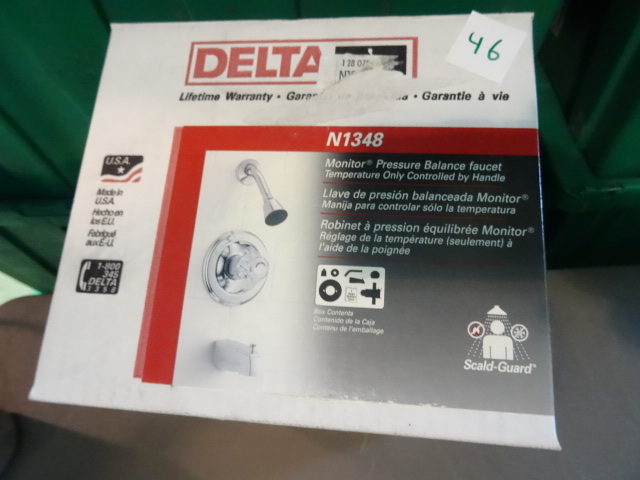 DELTA
46
Lifetime Warranty • Garantie à vie
N1348
Monitor® Pressure Balance faucet
Temperature Only Controlled by Handle
Llave de presión balanceada Monitor®
Manija para controlar sólo la temperatura
Robinet à pression équilibrée Monitor®
Réglage de la température (seulement) à
l'aide de la poignée
U.S.A.
Made in
U.S.A.
Hecho en
los E.U.
Fabriqué
aux E.-U.
1-800
345
DELTA
Box Contents
Contenido de la Caja
Contenu de l'emballage
Scald-Guard®